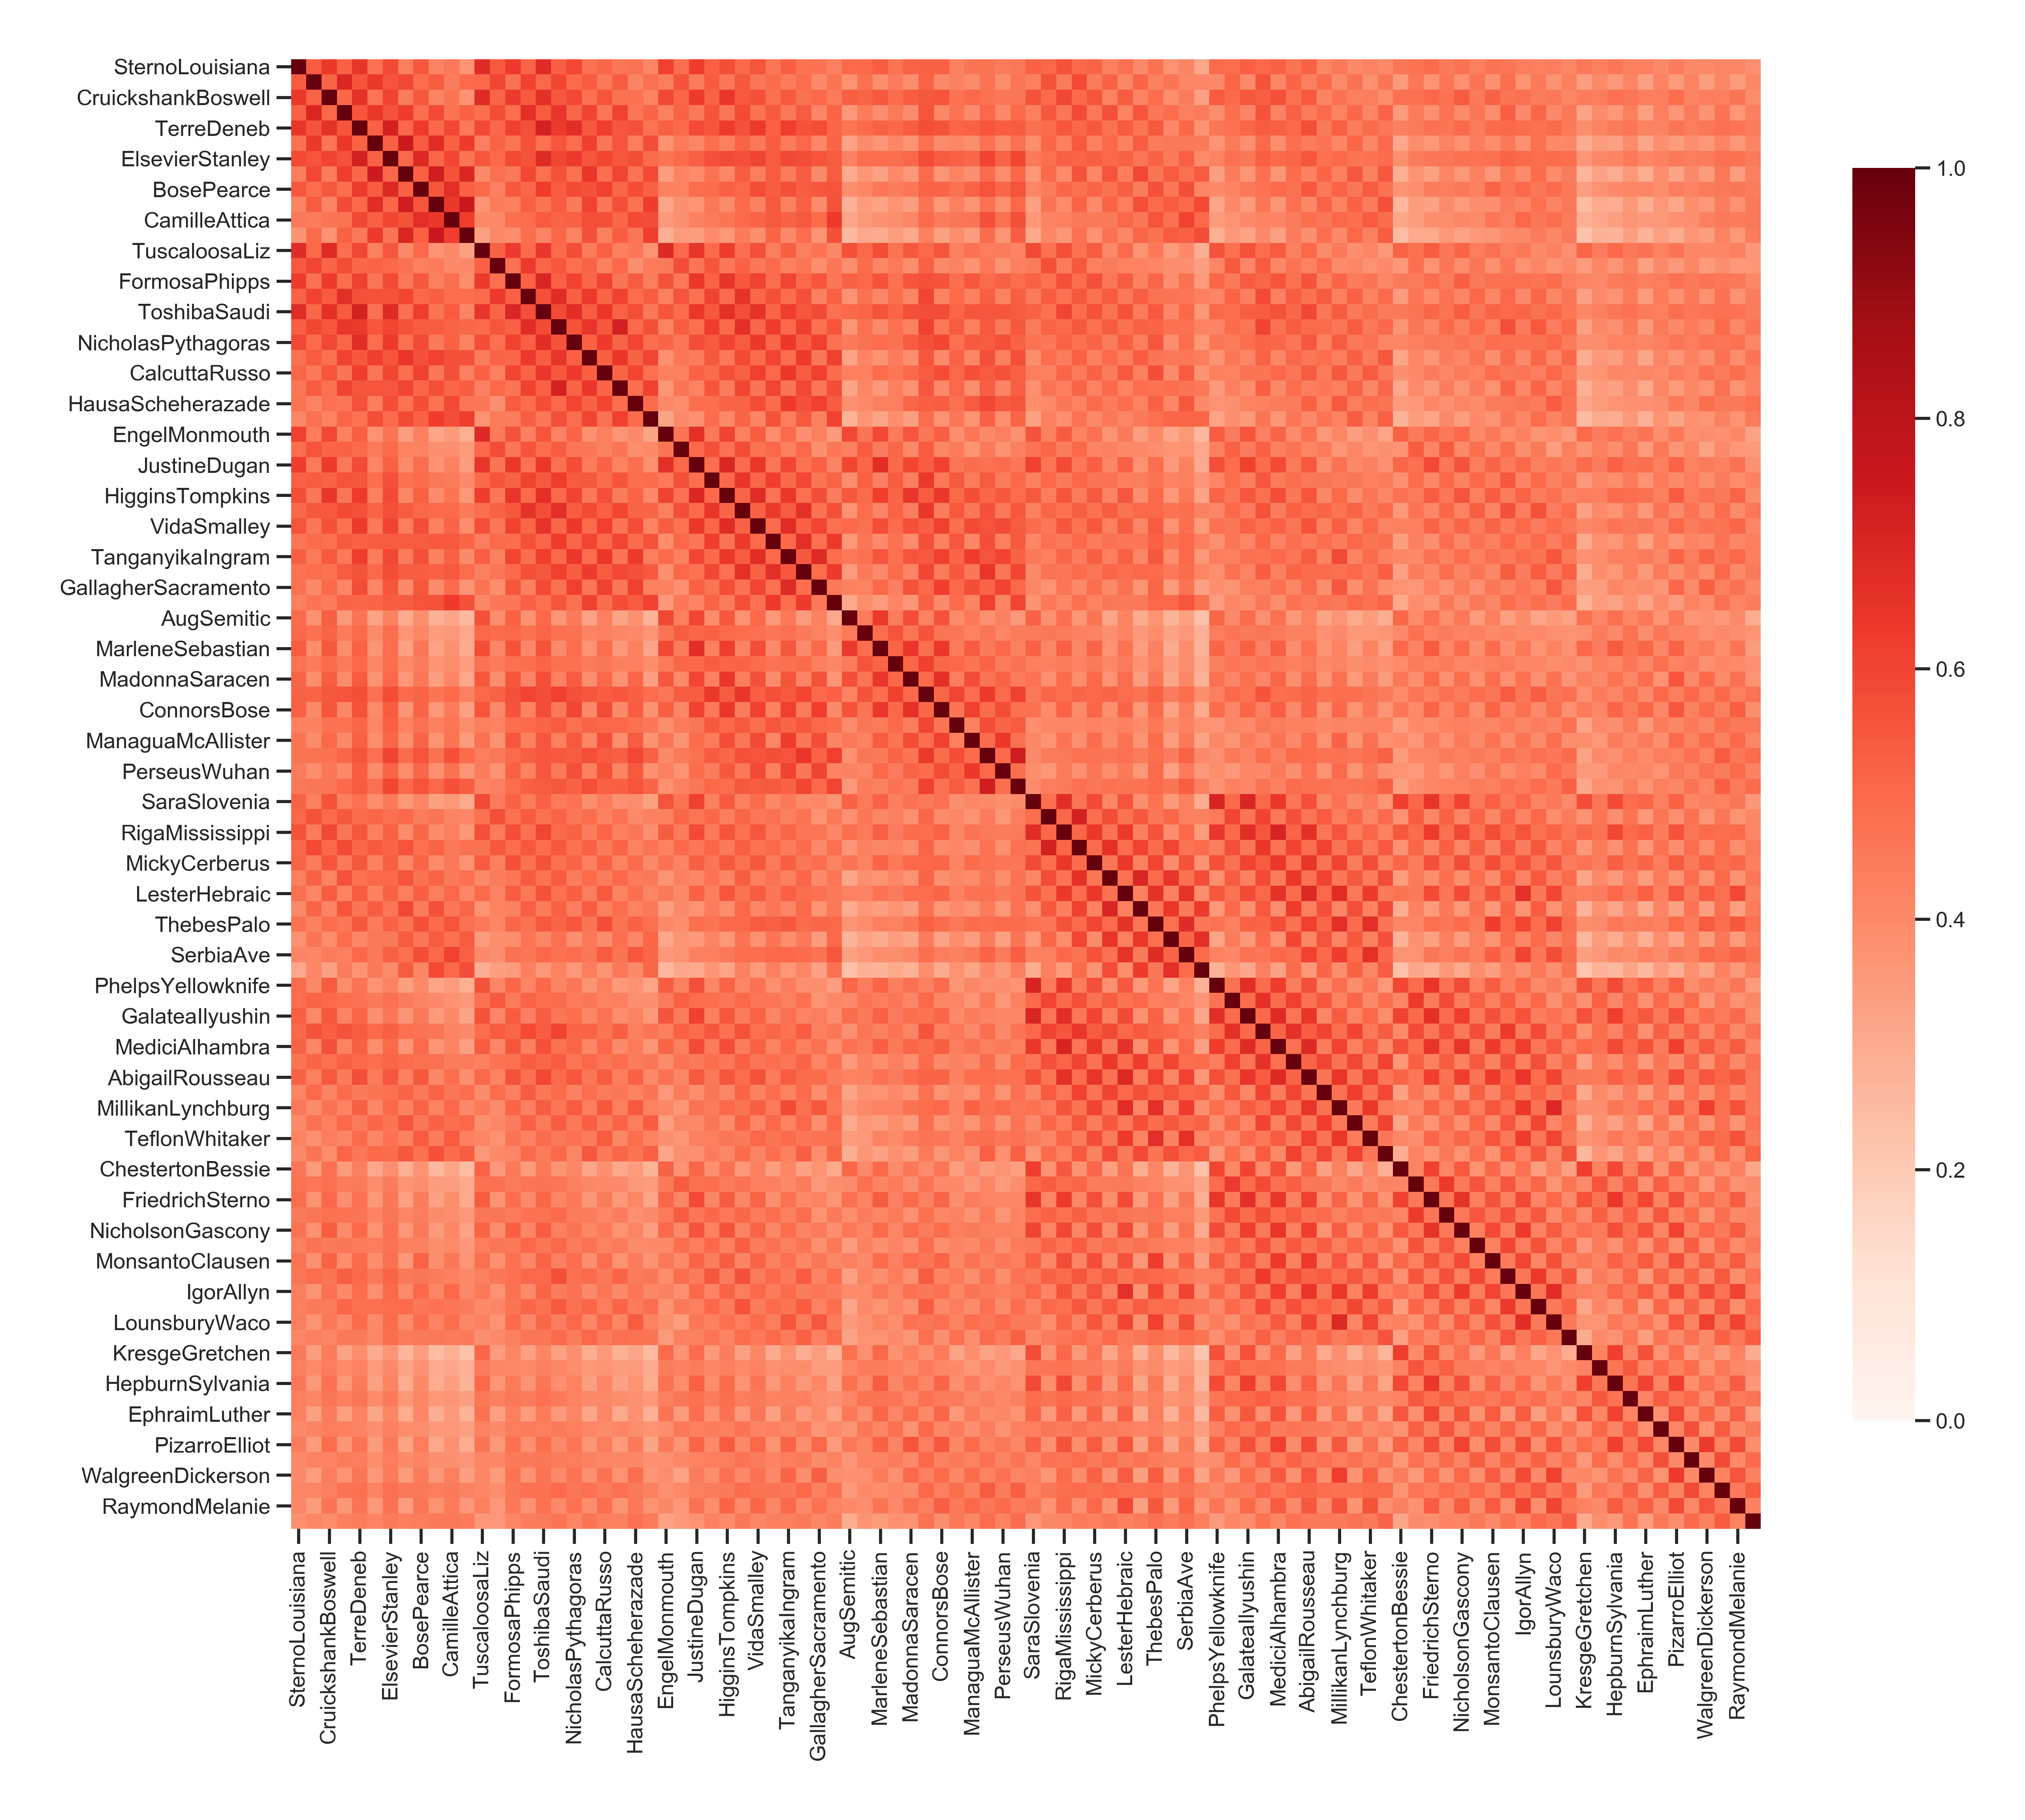 SternoLouisiana
CruickshankBoswell
TerreDeneb
ElsevierStanley
BosePearce
CamilleAttica
TuscaloosaLiz
FormosaPhipps
ToshibaSaudi
NicholasPythagoras
CalcuttaRusso
HausaScheherazade
EngelMonmouth
JustineDugan
HigginsTompkins
VidaSmalley
TanganyikaIngram
GallagherSacramento
AugSemitic
MarleneSebastian
MadonnaSaracen
ConnorsBose
ManaguaMcAllister
PerseusWuhan
SaraSlovenia
RigaMississippi
MickyCerberus
LesterHebraic
ThebesPalo
SerbiaAve
PhelpsYellowknife
GalateaIlyushin
MediciAlhambra
AbigailRousseau
MillikanLynchburg
TeflonWhitaker
ChestertonBessie
FriedrichSterno
NicholsonGascony
MonsantoClausen
IgorAllyn
LounsburyWaco
KresgeGretchen
HepburnSylvania
EphraimLuther
PizarroElliot
WalgreenDickerson
RaymondMelanie
SternoLouisiana
CruickshankBoswell
TerreDeneb
ElsevierStanley
BosePearce
CamilleAttica
TuscaloosaLiz
FormosaPhipps
ToshibaSaudi
NicholasPythagoras
CalcuttaRusso
HausaScheherazade
EngelMonmouth
JustineDugan
HigginsTompkins
VidaSmalley
TanganyikaIngram
GallagherSacramento
AugSemitic
MarleneSebastian
MadonnaSaracen
ConnorsBose
ManaguaMcAllister
PerseusWuhan
SaraSlovenia
RigaMississippi
MickyCerberus
LesterHebraic
ThebesPalo
SerbiaAve
PhelpsYellowknife
GalateaIlyushin
MediciAlhambra
AbigailRousseau
MillikanLynchburg
TeflonWhitaker
ChestertonBessie
FriedrichSterno
NicholsonGascony
MonsantoClausen
IgorAllyn
LounsburyWaco
KresgeGretchen
HepburnSylvania
EphraimLuther
PizarroElliot
WalgreenDickerson
RaymondMelanie
1.0
0.8
0.6
0.4
0.2
0.0